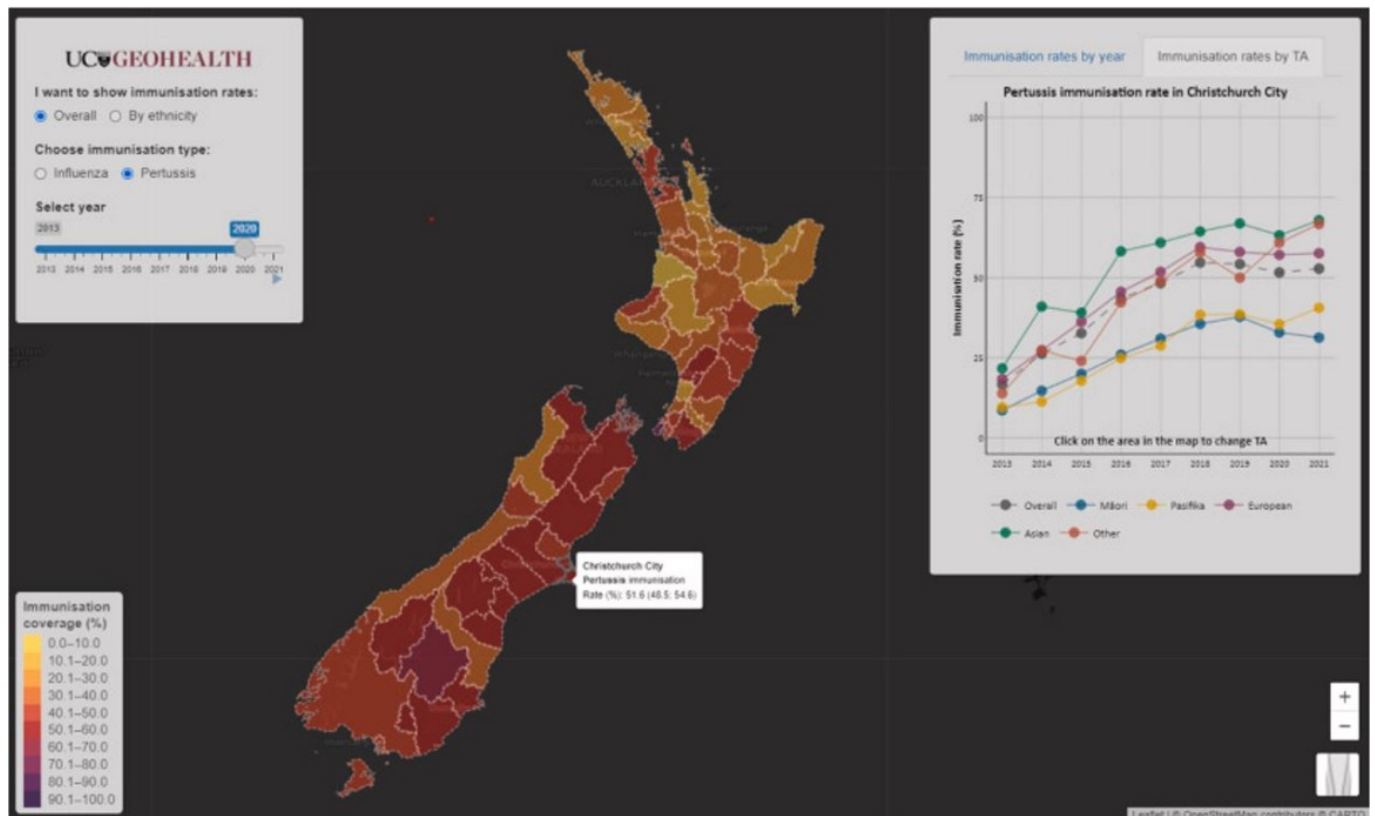 UC GEOHEALTH
I want to show immunisation rates:
Overall By ethnicity
Choose immunisation type:
Influenza Pertussis
Select year
2013 2020
2013 2014 2015 2016 2017 2018 2019 2020 2021
Immunisation
coverage (%)
0.0–10.0
10.1–20.0
20.1–30.0
30.1–40.0
40.1–50.0
50.1–60.0
60.1–70.0
70.1–80.0
80.1–90.0
90.1–100.0
AUCKLA
Christchurch City
Pertussis immunisation
Rate (%): 51.6 (48.5; 54.6)
Immunisation rates by year Immunisation rates by TA
Pertussis immunisation rate in Christchurch City
Immunisation rate (%)
100
75
50
25
0
Click on the area in the map to change TA
2013 2014 2015 2016 2017 2018 2019 2020 2021
Overall Māori Pasifika European
Asian Other
+
−
Leaflet | © OpenStreetMap contributors © CARTO